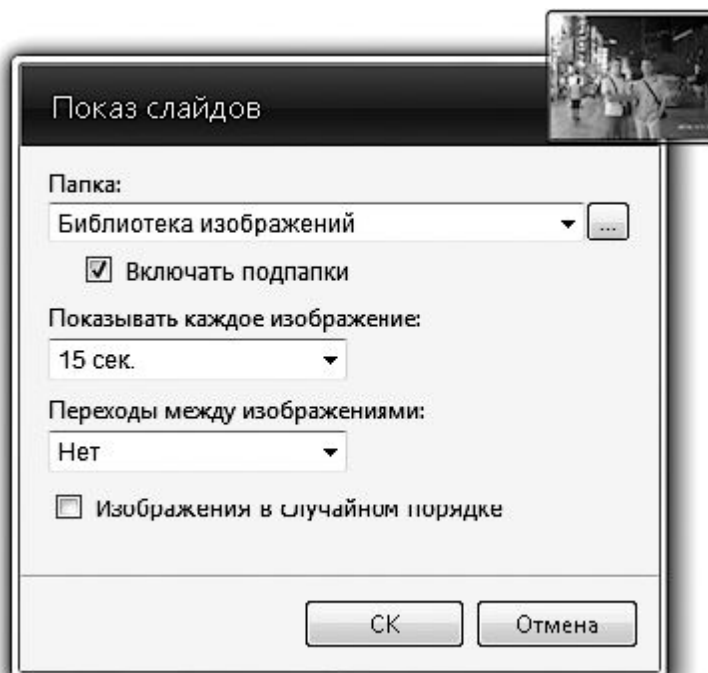 Показ слайдов
Папка:
Библиотека изображений
...
Включать подпапки
Показывать каждое изображение:
15 сек.
Переходы между изображениями:
Нет
Изображения в случайном порядке
СК
Отмена